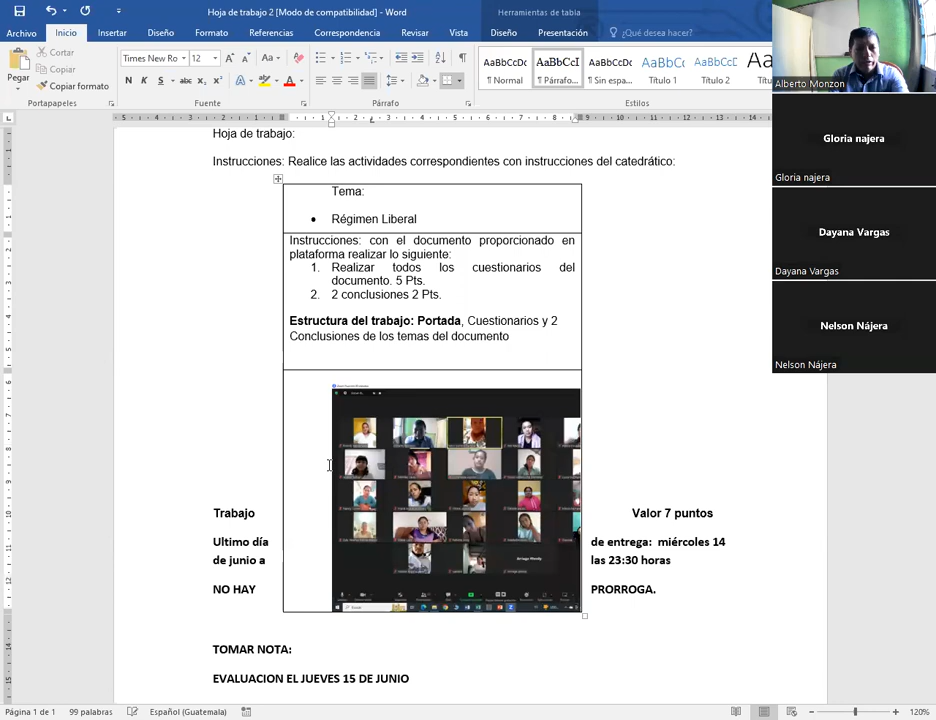 Hoja de trabajo 2 [Modo de compatibilidad] - Word
Herramientas de tabla
Archivo Inicio Insertar Diseño Formato Referencias Correspondencia Revisar Vista Diseño Presentación ¿Qué desea hacer?
Pegar
Cortar
Copiar
Copiar formato
Portapapeles
Times New Ro 12
N K S abc x₂ x²
Fuente
Párrafo
AaBbCcDc AaBbCcI AaBbCcDc AaBbCc AaBbCcD
¶ Normal ¶ Párrafo... ¶ Sin espa... Título 1 Título 2
Estilos
Alberto Monzon
Gloria najera
Gloria najera
Dayana Vargas
Dayana Vargas
Nelson Nájera
Nelson Nájera
Hoja de trabajo:
Instrucciones: Realice las actividades correspondientes con instrucciones del catedrático:
Tema:
• Régimen Liberal
Instrucciones: con el documento proporcionado en
plataforma realizar lo siguiente:
1. Realizar todos los cuestionarios del
documento. 5 Pts.
2. 2 conclusiones 2 Pts.
Estructura del trabajo: Portada, Cuestionarios y 2
Conclusiones de los temas del documento
Trabajo Valor 7 puntos
Ultimo día de entrega: miércoles 14
de junio a las 23:30 horas
NO HAY PRORROGA.
TOMAR NOTA:
EVALUACION EL JUEVES 15 DE JUNIO
Página 1 de 1 99 palabras Español (Guatemala) 120%